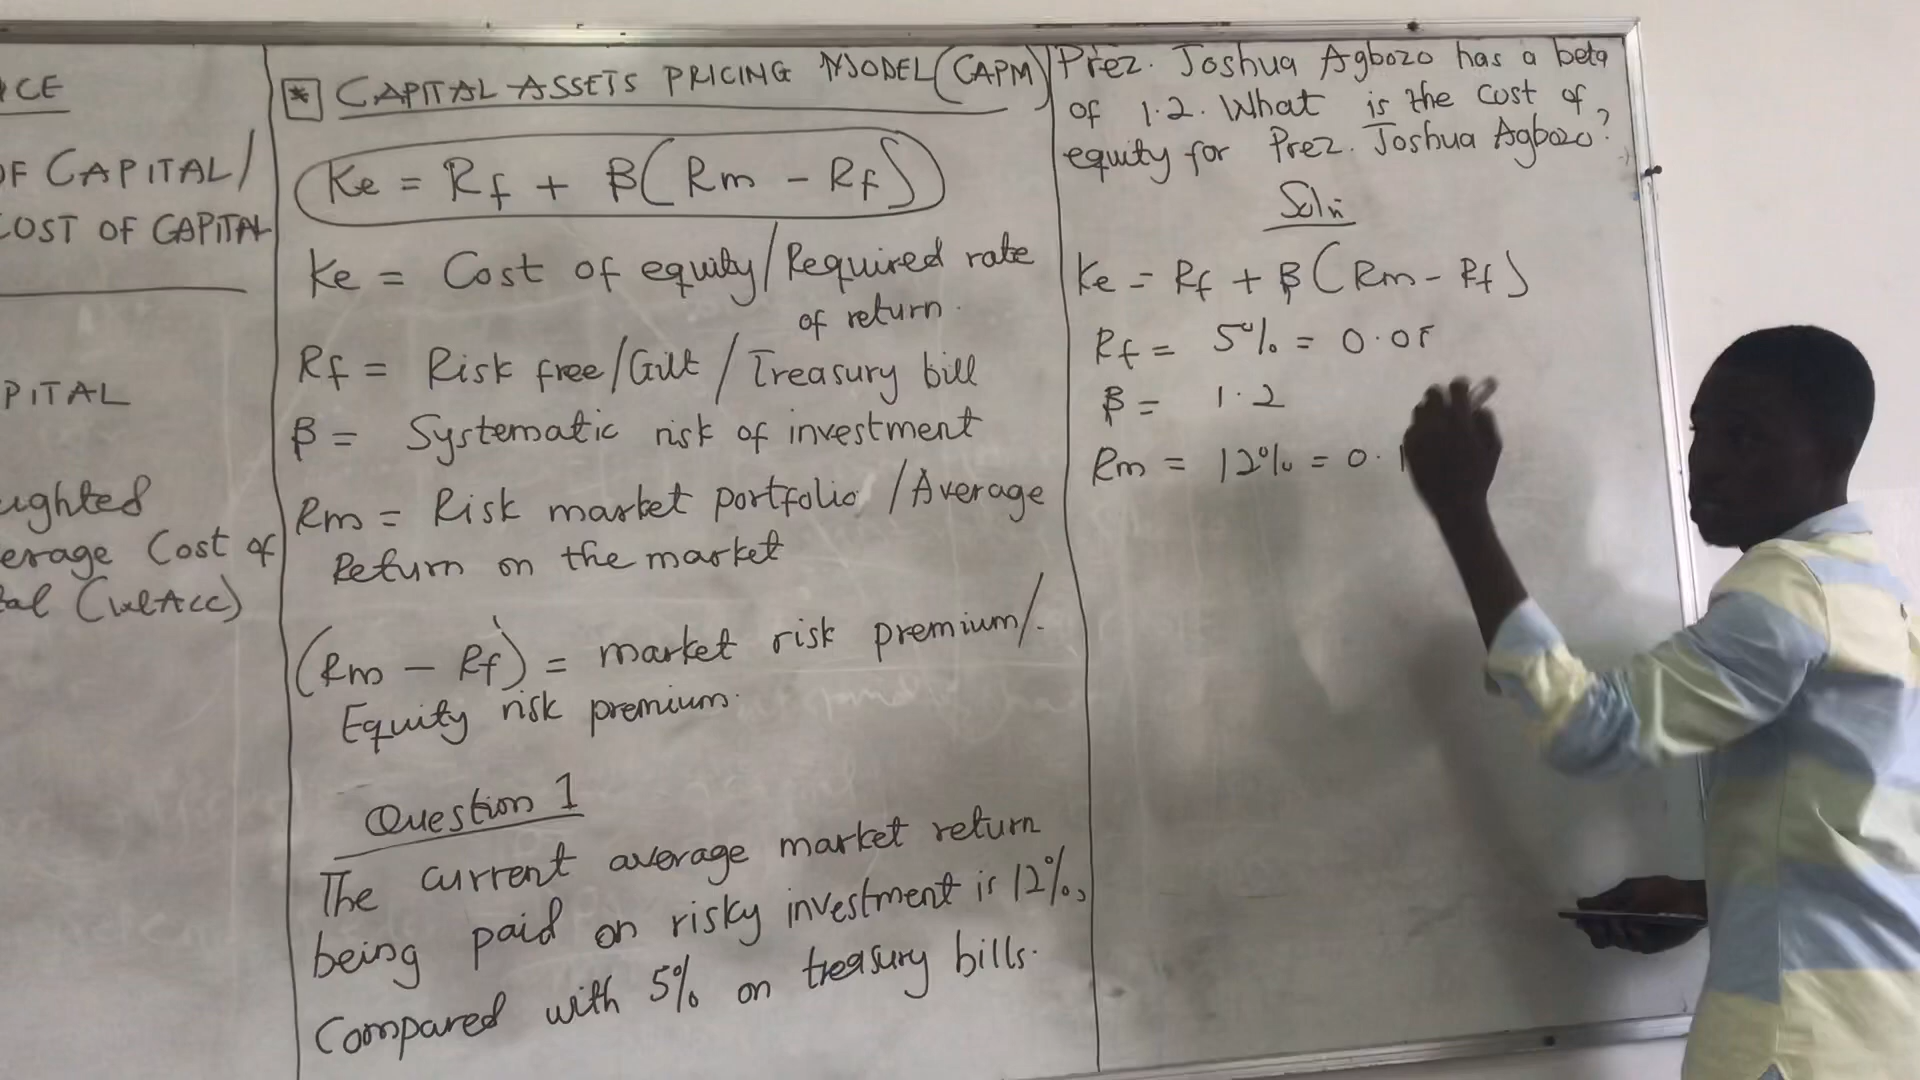 CE
OF CAPITAL/
COST OF CAPITAL
PITAL
ughted
erage Cost of
tal (WACC)
* CAPITAL ASSETS PRICING MODEL (CAPM)
Ke = Rf + β(Rm - Rf)
Ke = Cost of equity/Required rate
of return.
Rf = Risk free/Gilt/Treasury bill
β = Systematic risk of investment
Rm = Risk market portfolio/Average
Return on the market
(Rm - Rf) = market risk premium/.
Equity risk premium.
Question 1
The current average market return
being paid on risky investment is 12%,
Compared with 5% on treasury bills.
Prez. Joshua Agbozo has a beta
of 1.2. What is the cost of
equity for Prez. Joshua Agbozo?
Soln
Ke = Rf + β(Rm - Rf)
Rf = 5% = 0.05
β = 1.2
Rm = 12% = 0.1